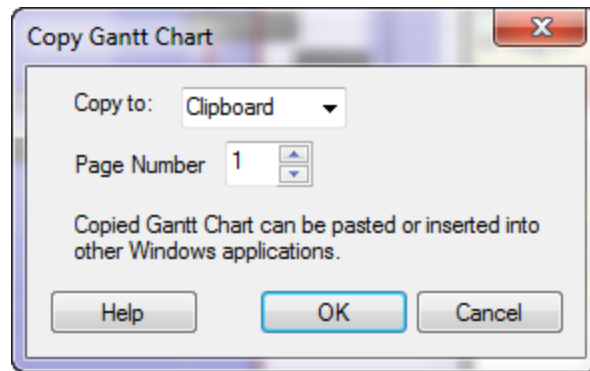 Copy Gantt Chart
Copy to: Clipboard
Page Number 1
Copied Gantt Chart can be pasted or inserted into
other Windows applications.
Help OK Cancel